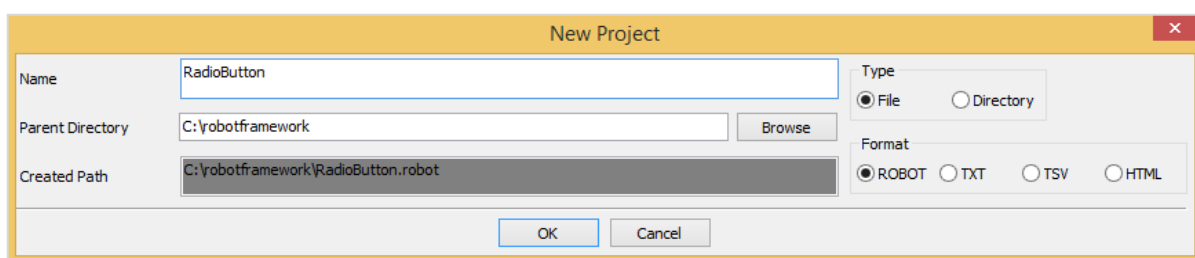 New Project
Name
RadioButton
Type
File
Directory
Parent Directory
C:\robotframework
Browse
Created Path
C:\robotframework\RadioButton.robot
Format
ROBOT
TXT
TSV
HTML
OK
Cancel